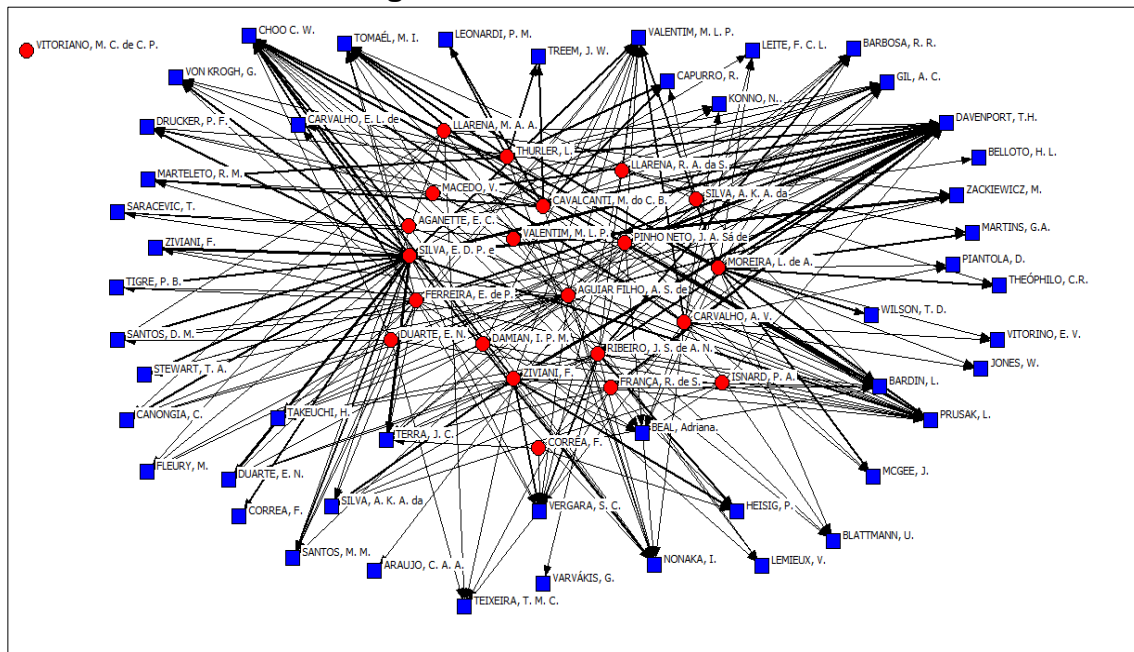 CHOO C. W.
TOMAÉL, M. I.
LEONARDI, P. M.
TREEM, J. W.
VALENTIM, M. L. P.
LEITE, F. C. L.
BARBOSA, R. R.
VITORIANO, M. C. de C. P.
VON KROGH, G.
CAPURRO, R.
GIL, A. C.
KONNO, N..
DRUCKER, P. F.
CARVALHO, E. L. de
LLARENA, M. A. A.
DAVENPORT, T.H.
THURLER, L.
BELLOTO, H. L.
LLARENA, R. A. da S.
MARTELETO, R. M.
MACEDO, V.
SILVA, A. K. A. da
ZACKIEWICZ, M.
CAVALCANTI, M. do C. B.
SARACEVIC, T.
AGANETTE, E. C.
MARTINS, G.A.
VALENTIM, M. L. P.
PINHO NETO, J. A. Sá de
ZIVIANI, F.
SILVA, E. D. P. e
MOREIRA, L. de A.
PIANTOLA, D.
THEÓPHILO, C.R.
TIGRE, P. B.
FERREIRA, E. de P.
AGUIAR FILHO, A. S. de
WILSON, T. D.
CARVALHO, A. V.
SANTOS, D. M.
DUARTE, E. N.
DAMIAN, I. P. M.
VITORINO, E. V.
RIBEIRO, J. S. de A. N.
STEWART, T. A.
ZIVIANI, F.
FRANÇA, R. de S.
ISNARD, P. A.
BARDIN, L.
JONES, W.
CANONGIA, C.
TAKEUCHI, H.
BEAL, Adriana.
PRUSAK, L.
TERRA, J. C.
CORRÊA, F.
FLEURY, M.
DUARTE, E. N.
MCGEE, J.
CORREA, F.
SILVA, A. K. A. da
VERGARA, S. C.
HEISIG, P.
BLATTMANN, U.
SANTOS, M. M.
ARAUJO, C. A. A.
VARVÁKIS, G.
NONAKA, I.
LEMIEUX, V.
TEIXEIRA, T. M. C.